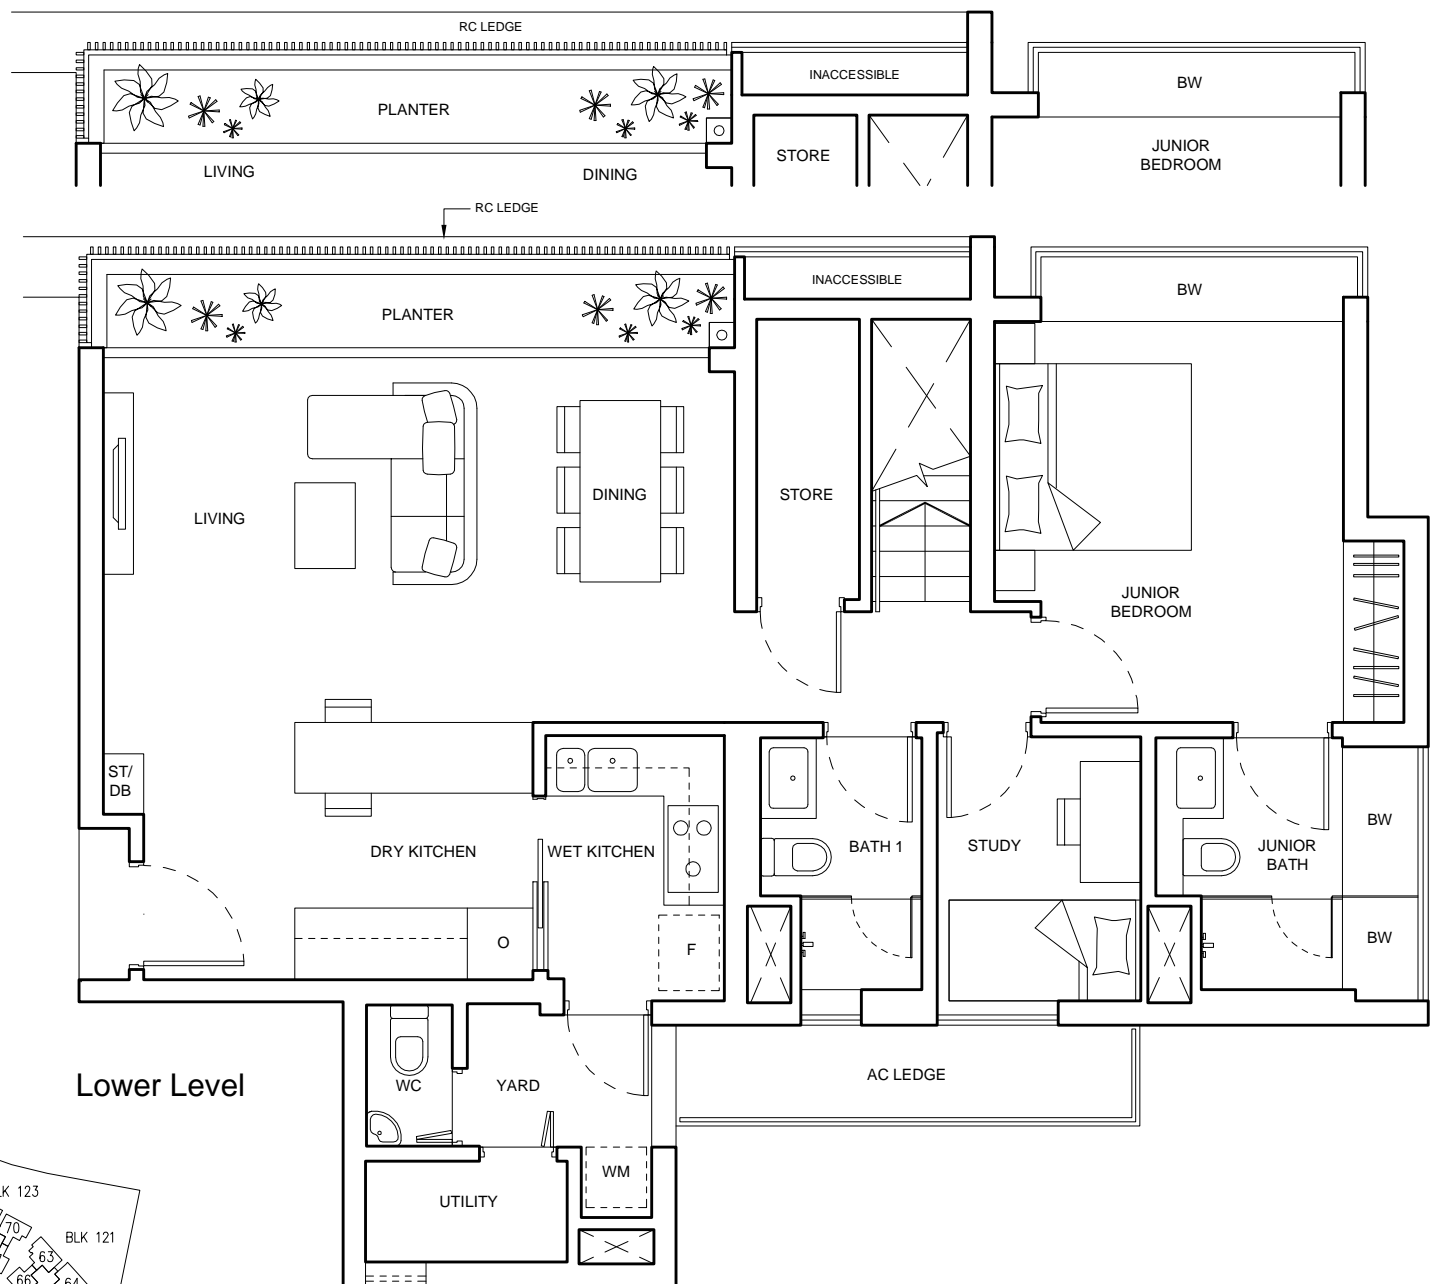 RC LEDGE
INACCESSIBLE
BW
PLANTER
JUNIOR
BEDROOM
STORE
LIVING
DINING
RC LEDGE
INACCESSIBLE
BW
PLANTER
DINING
STORE
LIVING
JUNIOR
BEDROOM
ST/
DB
DRY KITCHEN
WET KITCHEN
BATH 1
STUDY
JUNIOR
BATH
BW
O
F
BW
Lower Level
WC
YARD
AC LEDGE
WM
UTILITY
123
70
BLK 121
63
66
64